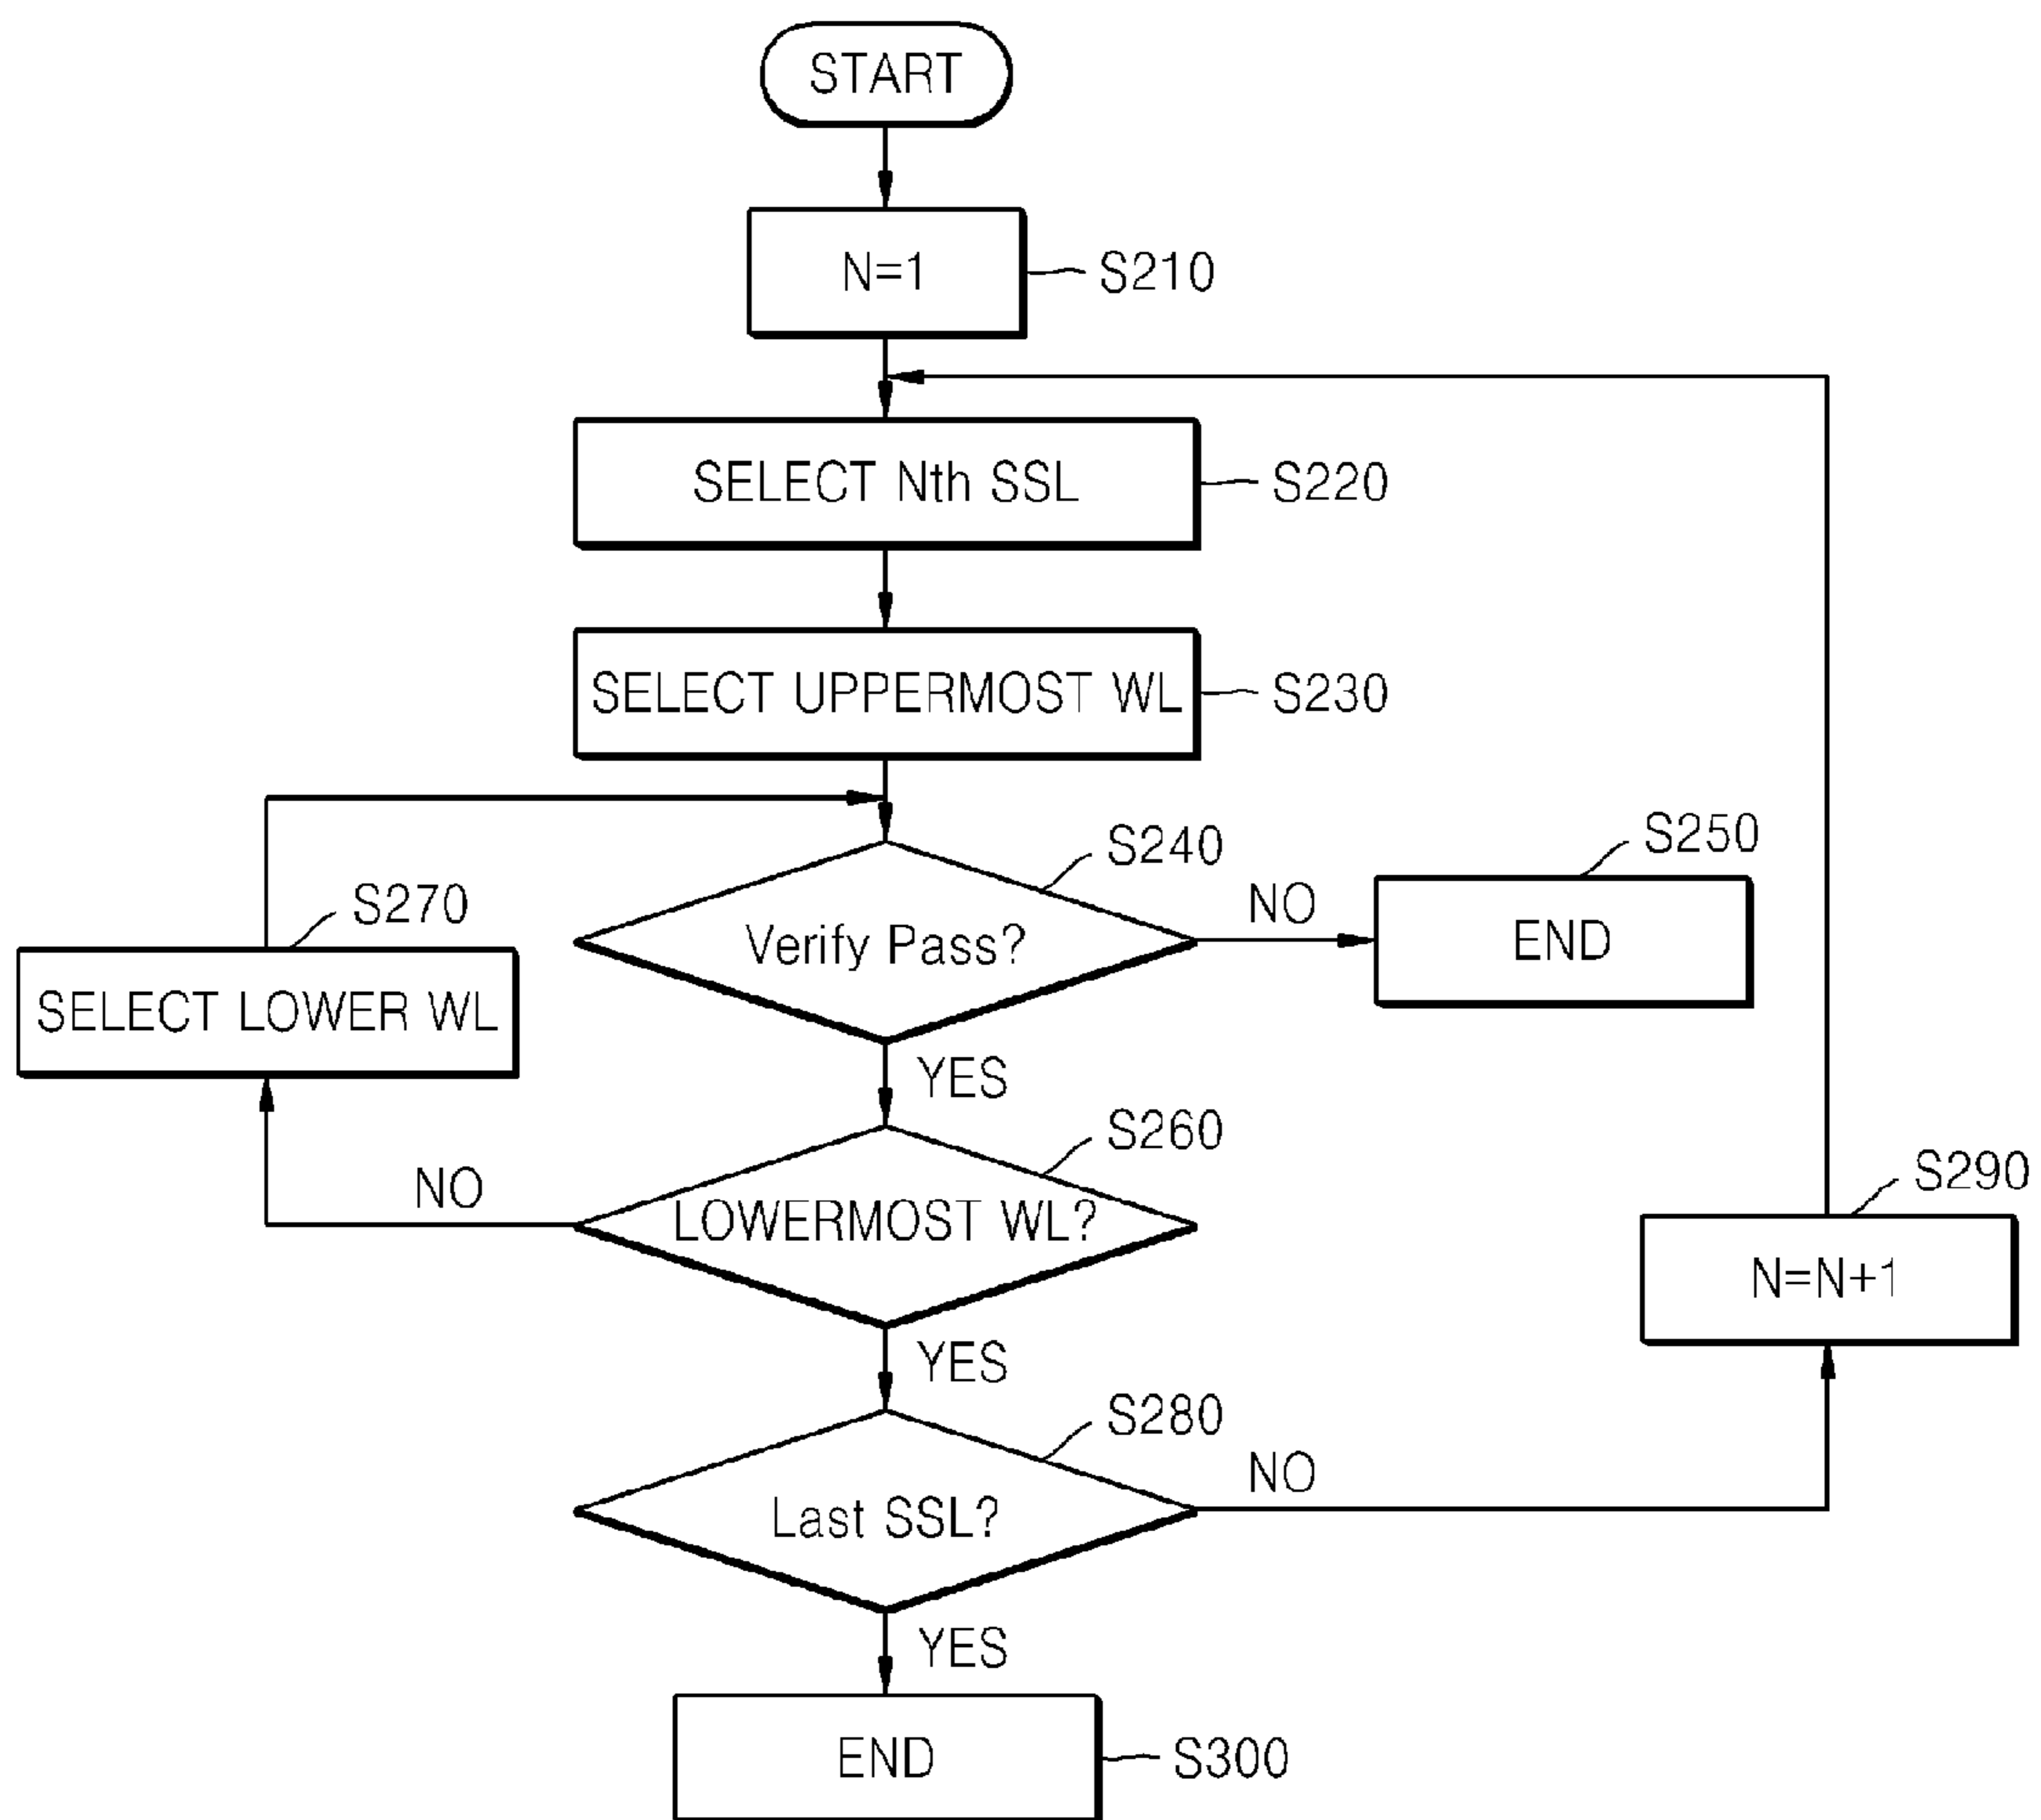 START
N=1
S210
SELECT Nth SSL
S220
SELECT UPPERMOST WL
S230
S240
Verify Pass?
NO
S250
END
S270
SELECT LOWER WL
YES
S260
LOWERMOST WL?
NO
S290
N=N+1
YES
S280
Last SSL?
NO
YES
END
S300